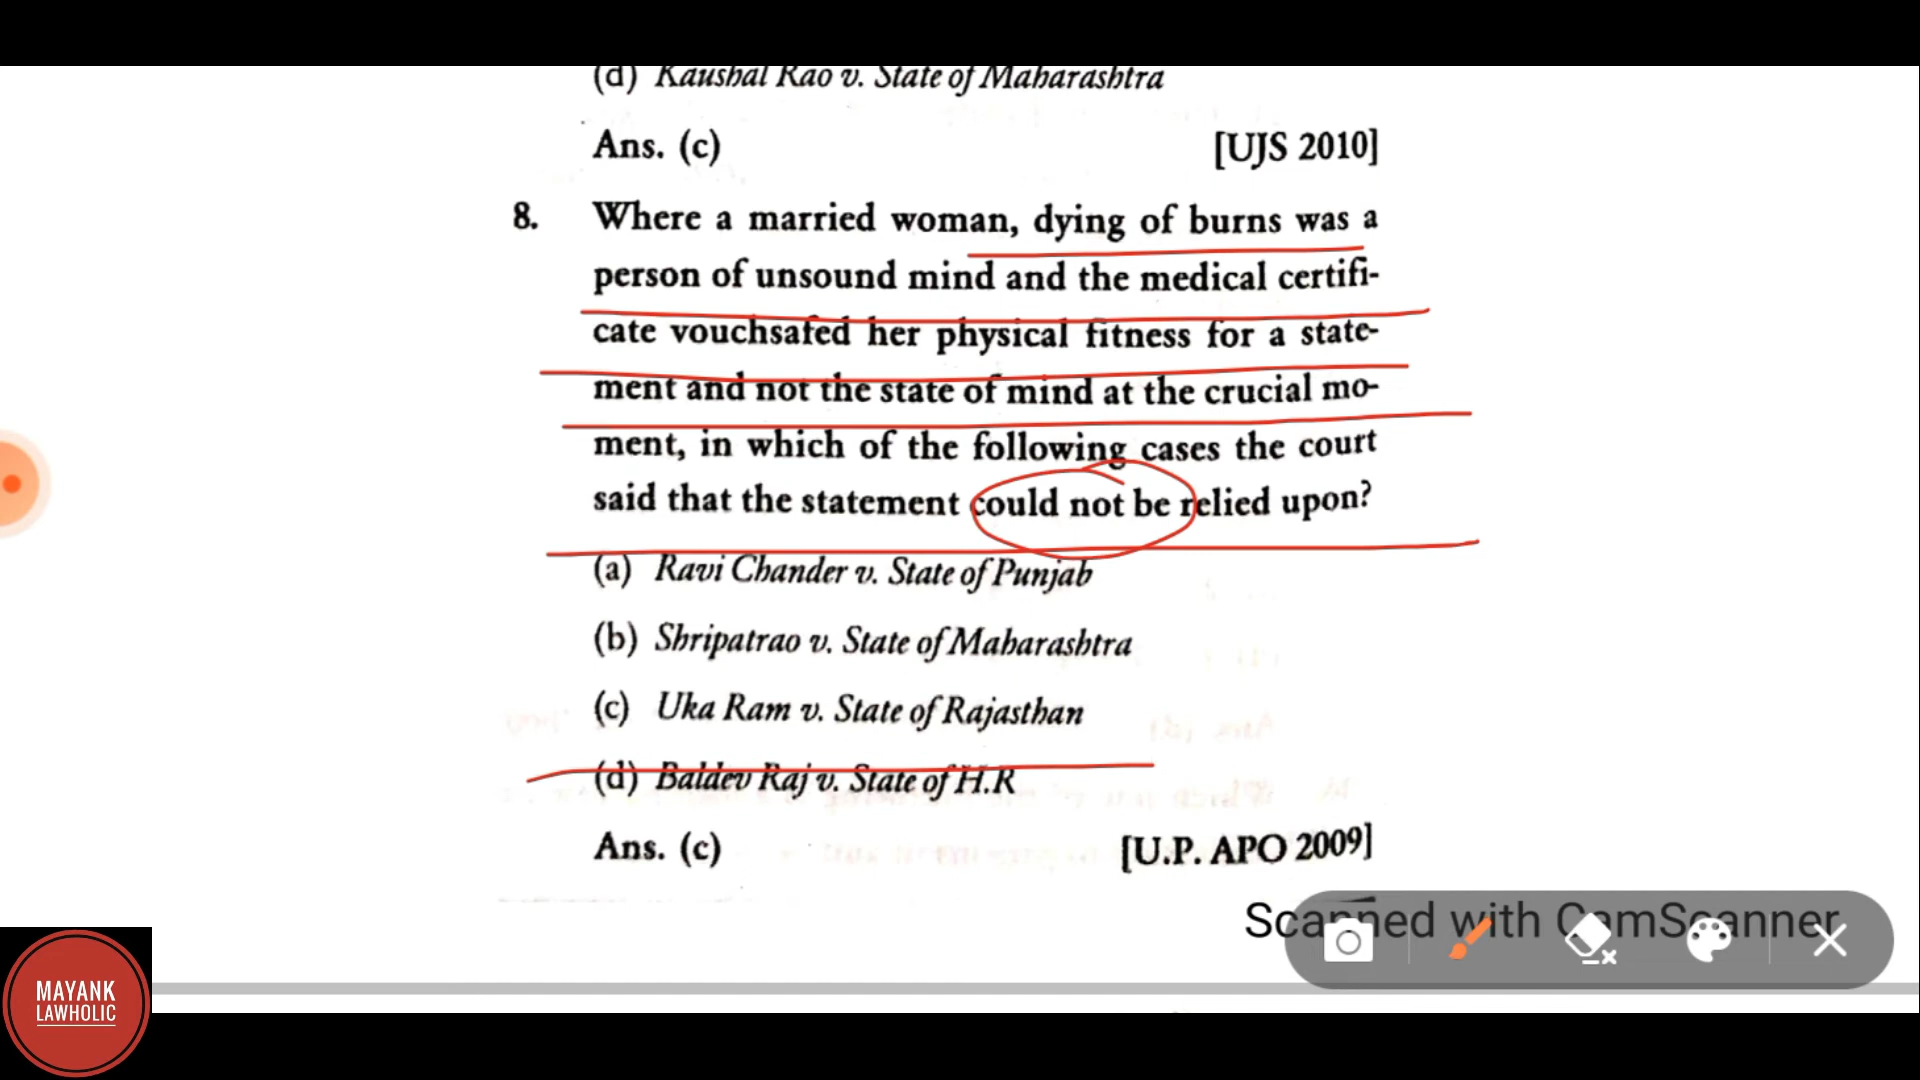 (d) Kaushal Rao v. State of Maharashtra
Ans. (c) [UJS 2010]
8. Where a married woman, dying of burns was a
person of unsound mind and the medical certifi-
cate vouchsafed her physical fitness for a state-
ment and not the state of mind at the crucial mo-
ment, in which of the following cases the court
said that the statement could not be relied upon?
(a) Ravi Chander v. State of Punjab
(b) Shripatrao v. State of Maharashtra
(c) Uka Ram v. State of Rajasthan
(d) Baldev Raj v. State of H.R
Ans. (c) [U.P. APO 2009]
Scanned with CamScanner
MAYANK
LAWHOLIC